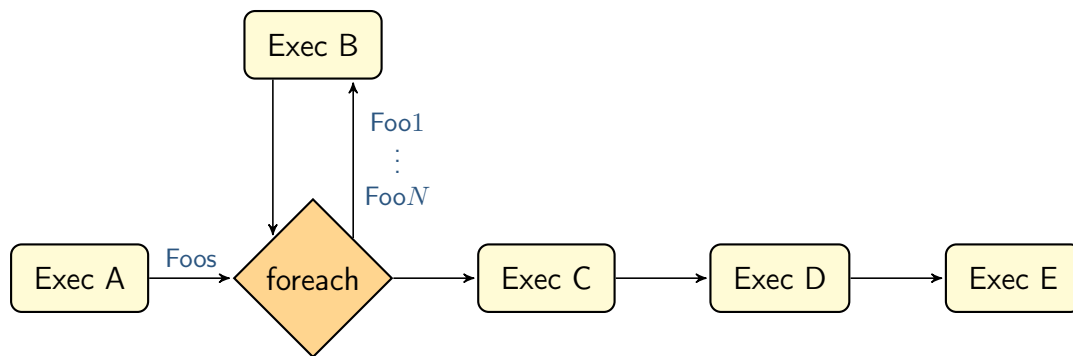 Exec B
Foo1
⋮
FooN
Exec A
Foos
foreach
Exec C
Exec D
Exec E